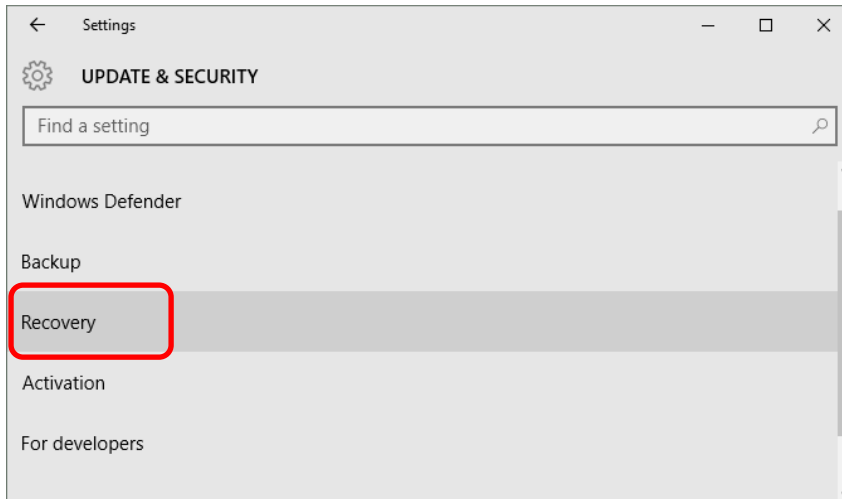 Settings
UPDATE & SECURITY
Find a setting
Windows Defender
Backup
Recovery
Activation
For developers